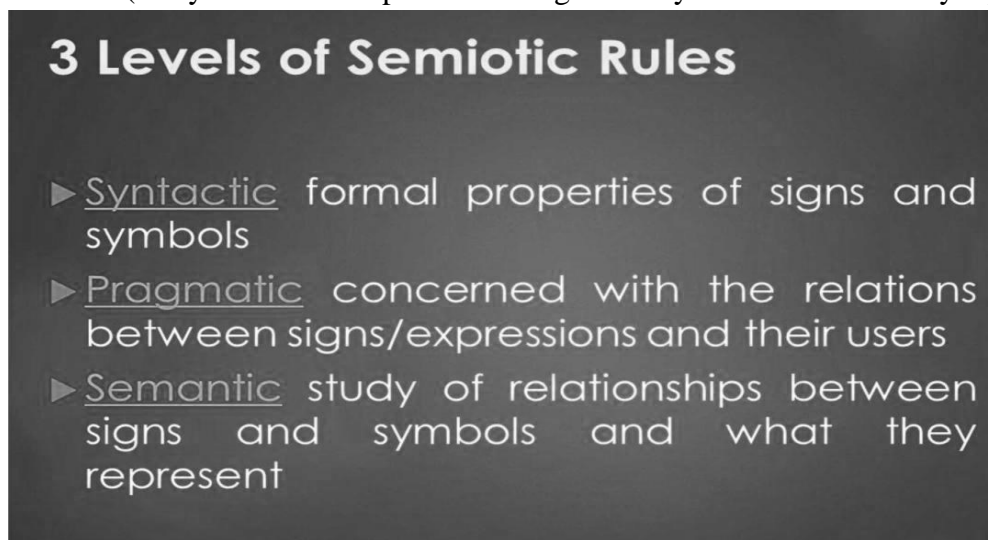 3 Levels of Semiotic Rules
▶Syntactic formal properties of signs and
symbols
▶Pragmatic concerned with the relations
between signs/expressions and their users
▶Semantic study of relationships between
signs and symbols and what they
represent